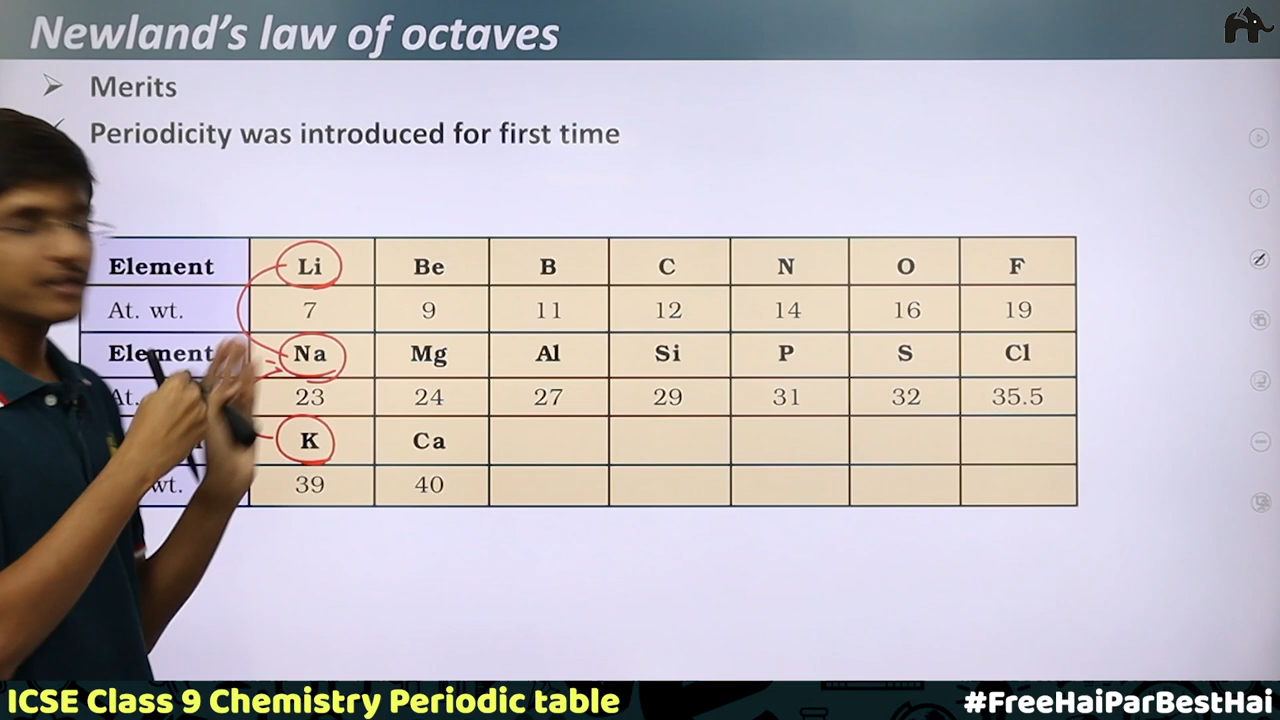 Newland's law of octaves
Merits
Periodicity was introduced for first time
Element Li Be B C N O F
At. wt. 7 9 11 12 14 16 19
Element Na Mg Al Si P S Cl
At. 23 24 27 29 31 32 35.5
K Ca
wt. 39 40
ICSE Class 9 Chemistry Periodic table
#FreeHaiParBestHai